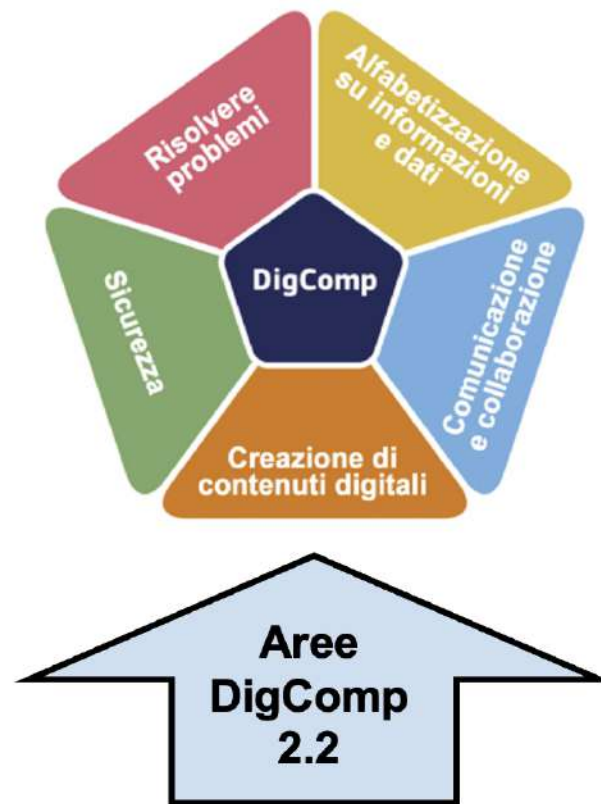 Risolvere
problemi
Alfabetizzazione
su informazioni
e dati
Sicurezza
DigComp
Comunicazione
e collaborazione
Creazione di
contenuti digitali
Aree
DigComp
2.2